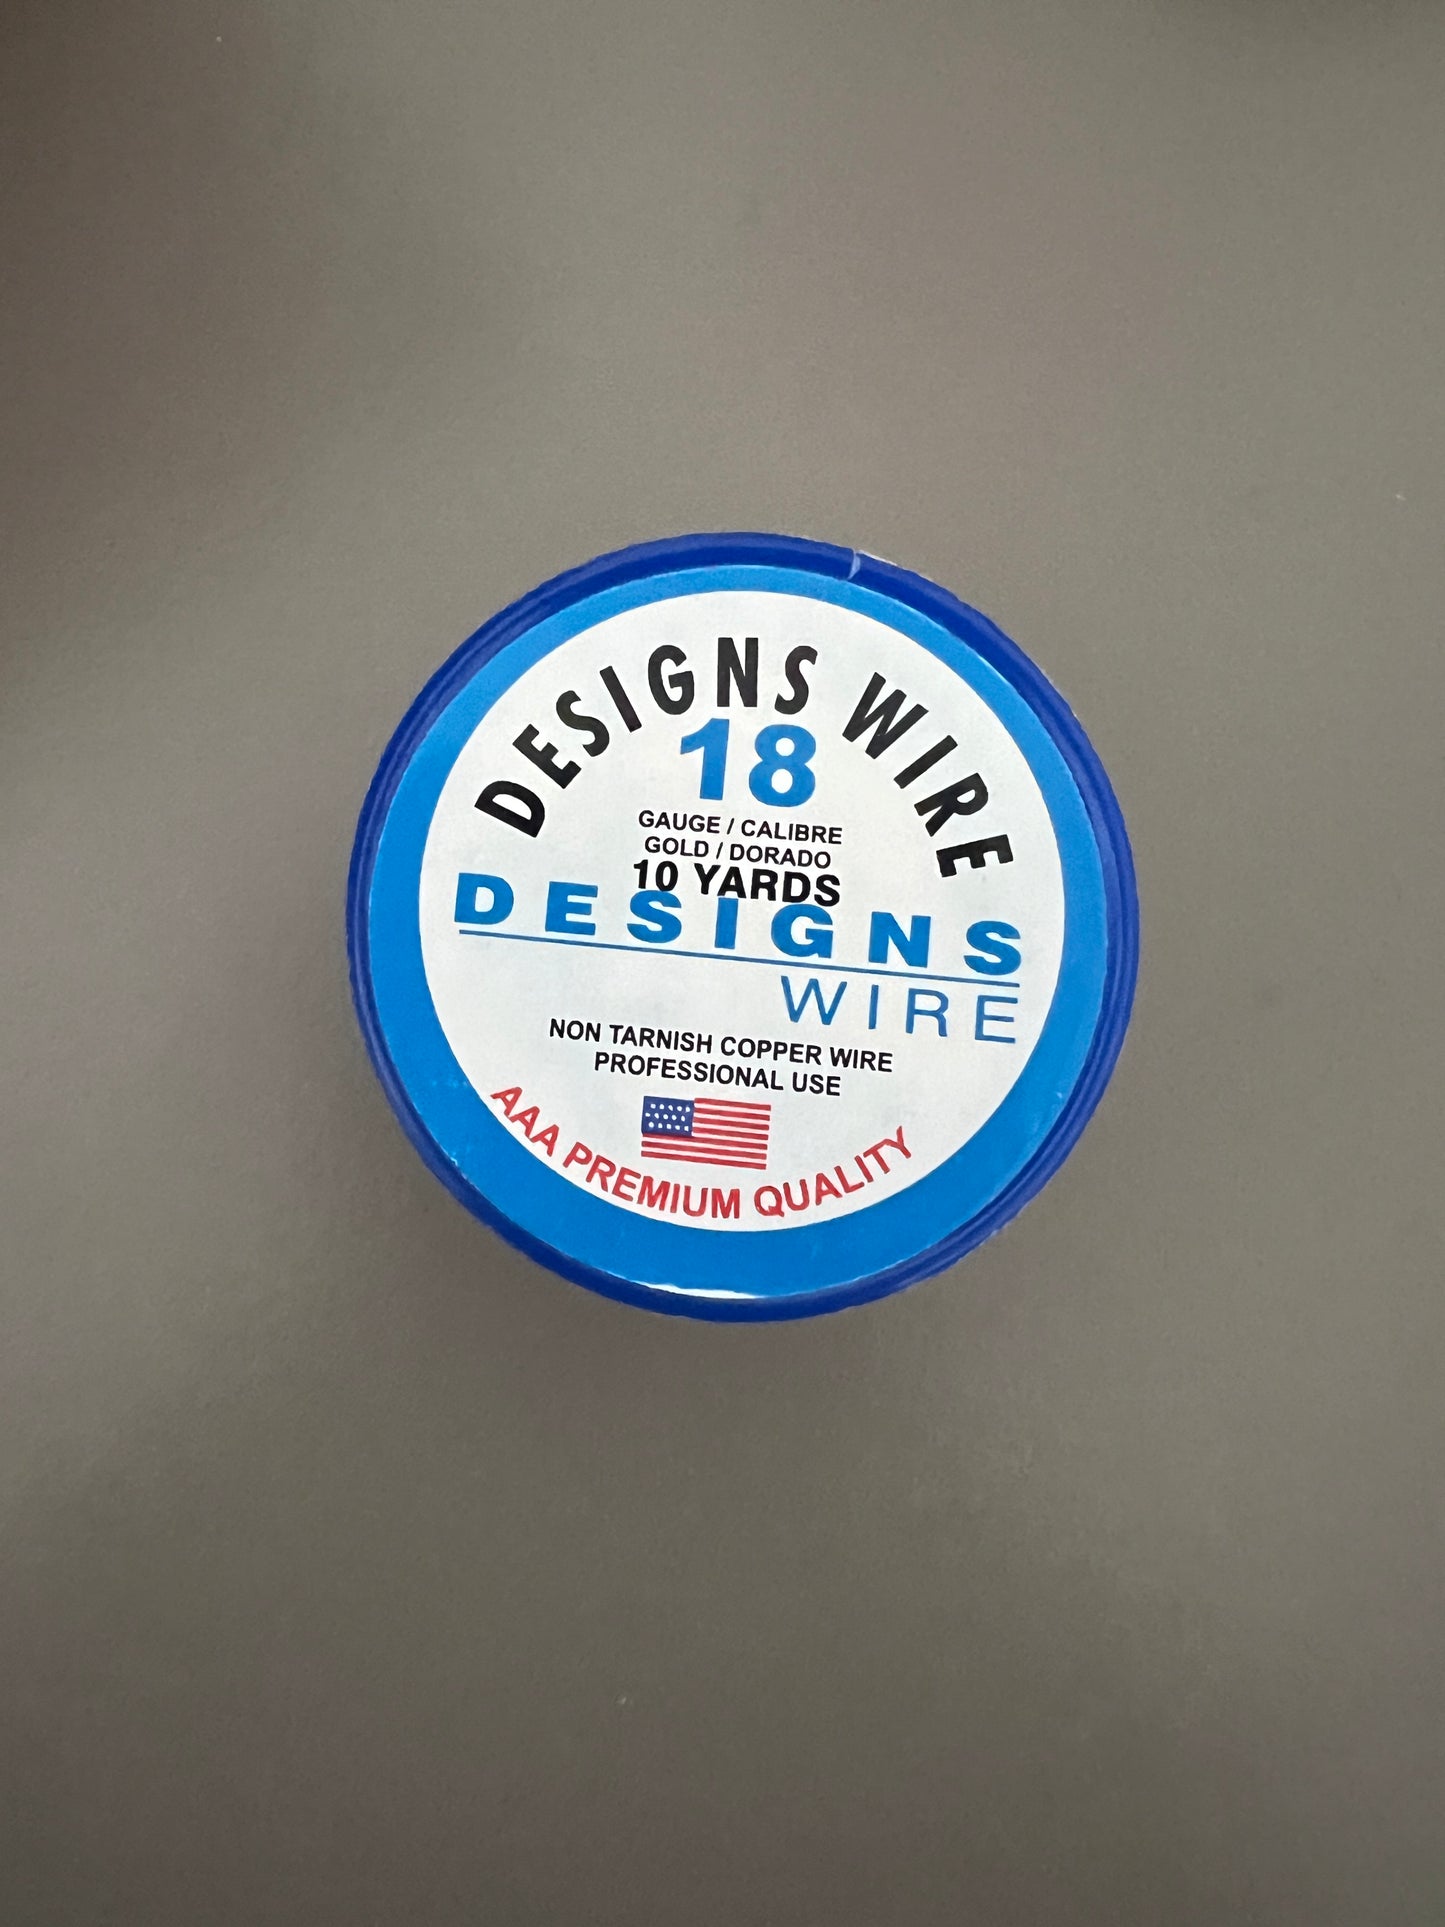 DESIGNS WIRE
18
GAUGE / CALIBRE
GOLD / DORADO
10 YARDS
DESIGNS
WIRE
NON TARNISH COPPER WIRE
PROFESSIONAL USE
AAA PREMIUM QUALITY